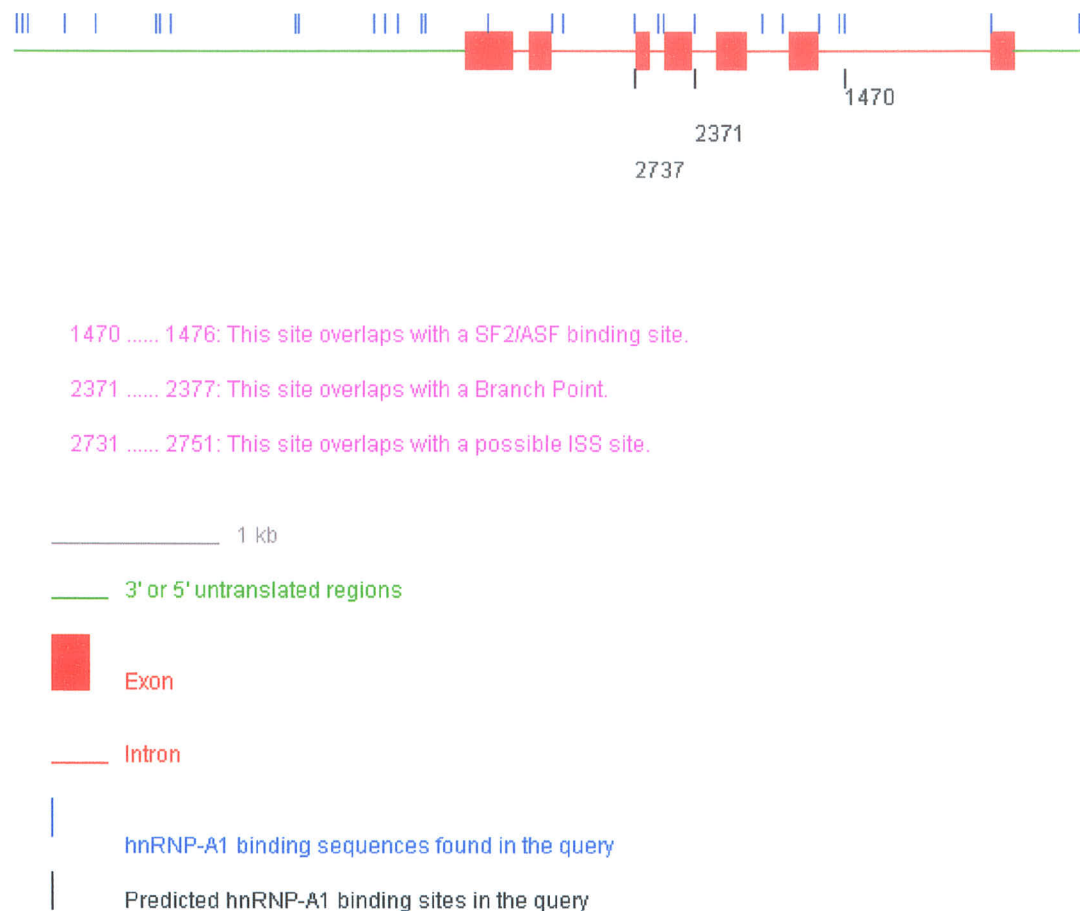 1470
2371
2737
1470 ...... 1476: This site overlaps with a SF2/ASF binding site.
2371 ...... 2377: This site overlaps with a Branch Point.
2731 ...... 2751: This site overlaps with a possible ISS site.
1 kb
3' or 5' untranslated regions
Exon
Intron
hnRNP-A1 binding sequences found in the query
Predicted hnRNP-A1 binding sites in the query